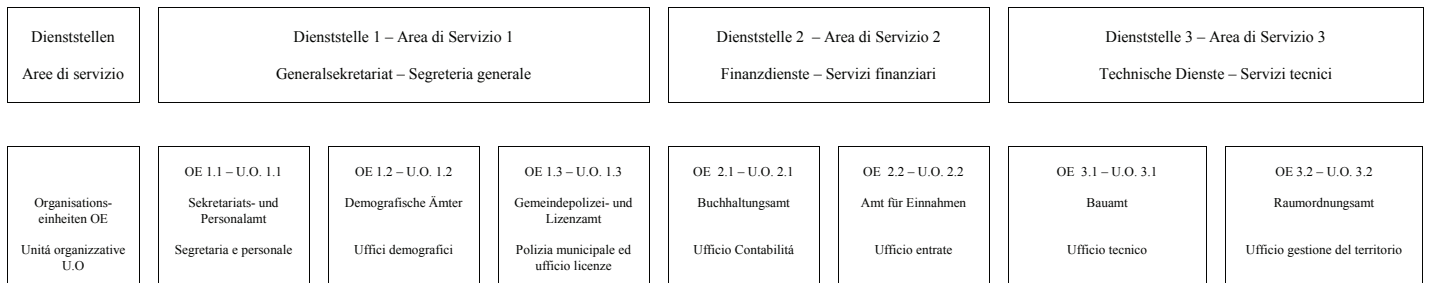 Dienststellen
Aree di servizio
Dienststelle 1 – Area di Servizio 1
Generalsekretariat – Segreteria generale
Dienststelle 2 – Area di Servizio 2
Finanzdienste – Servizi finanziari
Dienststelle 3 – Area di Servizio 3
Technische Dienste – Servizi tecnici
Organisations-
einheiten OE
Unitá organizzative
U.O
OE 1.1 – U.O. 1.1
Sekretariats- und
Personalamt
Segretaria e personale
OE 1.2 – U.O. 1.2
Demografische Ämter
Uffici demografici
OE 1.3 – U.O. 1.3
Gemeindepolizei- und
Lizenzamt
Polizia municipale ed
ufficio licenze
OE 2.1 – U.O. 2.1
Buchhaltungsamt
Ufficio Contabilitá
OE 2.2 – U.O. 2.2
Amt für Einnahmen
Ufficio entrate
OE 3.1 – U.O. 3.1
Bauamt
Ufficio tecnico
OE 3.2 – U.O. 3.2
Raumordnungsamt
Ufficio gestione del territorio